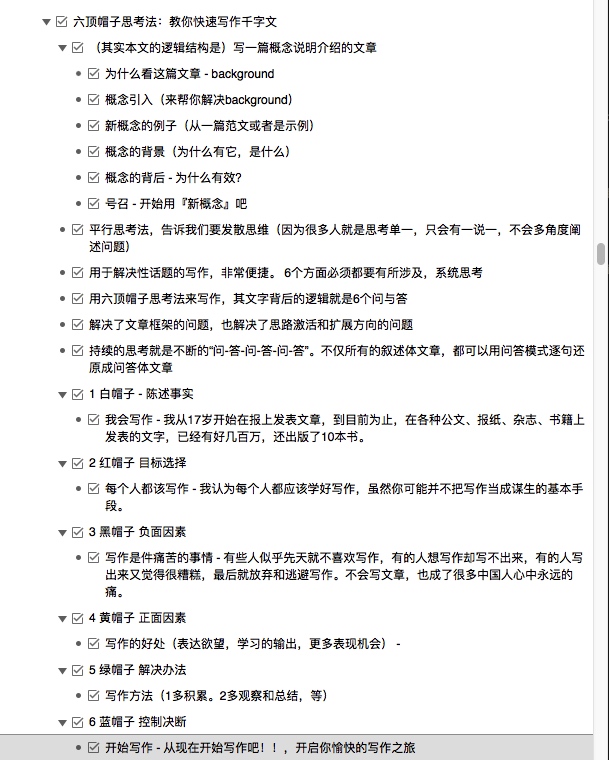 六顶帽子思考法：教你快速写作千字文
（其实本文的逻辑结构是）写一篇概念说明介绍的文章
为什么看这篇文章 - background
概念引入（来帮你解决background）
新概念的例子（从一篇范文或者是示例）
概念的背景（为什么有它，是什么）
概念的背后 - 为什么有效?
号召 - 开始用『新概念』吧
平行思考法，告诉我们要发散思维（因为很多人就是思考单一，只会有一说一，不会多角度阐
述问题）
用于解决性话题的写作，非常便捷。 6个方面必须都要有所涉及，系统思考
用六顶帽子思考法来写作，其文字背后的逻辑就是6个问与答
解决了文章框架的问题，也解决了思路激活和扩展方向的问题
持续的思考就是不断的“问-答-问-答-问-答”。不仅所有的叙述体文章，都可以用问答模式逐句还
原成问答体文章
1 白帽子 - 陈述事实
我会写作 - 我从17岁开始在报上发表文章，到目前为止，在各种公文、报纸、杂志、书籍上
发表的文字，已经有好几百万，还出版了10本书。
2 红帽子 目标选择
每个人都该写作 - 我认为每个人都应该学好写作，虽然你可能并不把写作当成谋生的基本手
段。
3 黑帽子 负面因素
写作是件痛苦的事情 - 有些人似乎先天就不喜欢写作，有的人想写作却写不出来，有的人写
出来又觉得很糟糕，最后就放弃和逃避写作。不会写文章，也成了很多中国人心中永远的
痛。
4 黄帽子 正面因素
写作的好处（表达欲望，学习的输出，更多表现机会） -
5 绿帽子 解决办法
写作方法（1多积累。2多观察和总结，等）
6 蓝帽子 控制决断
开始写作 - 从现在开始写作吧！！，开启你愉快的写作之旅